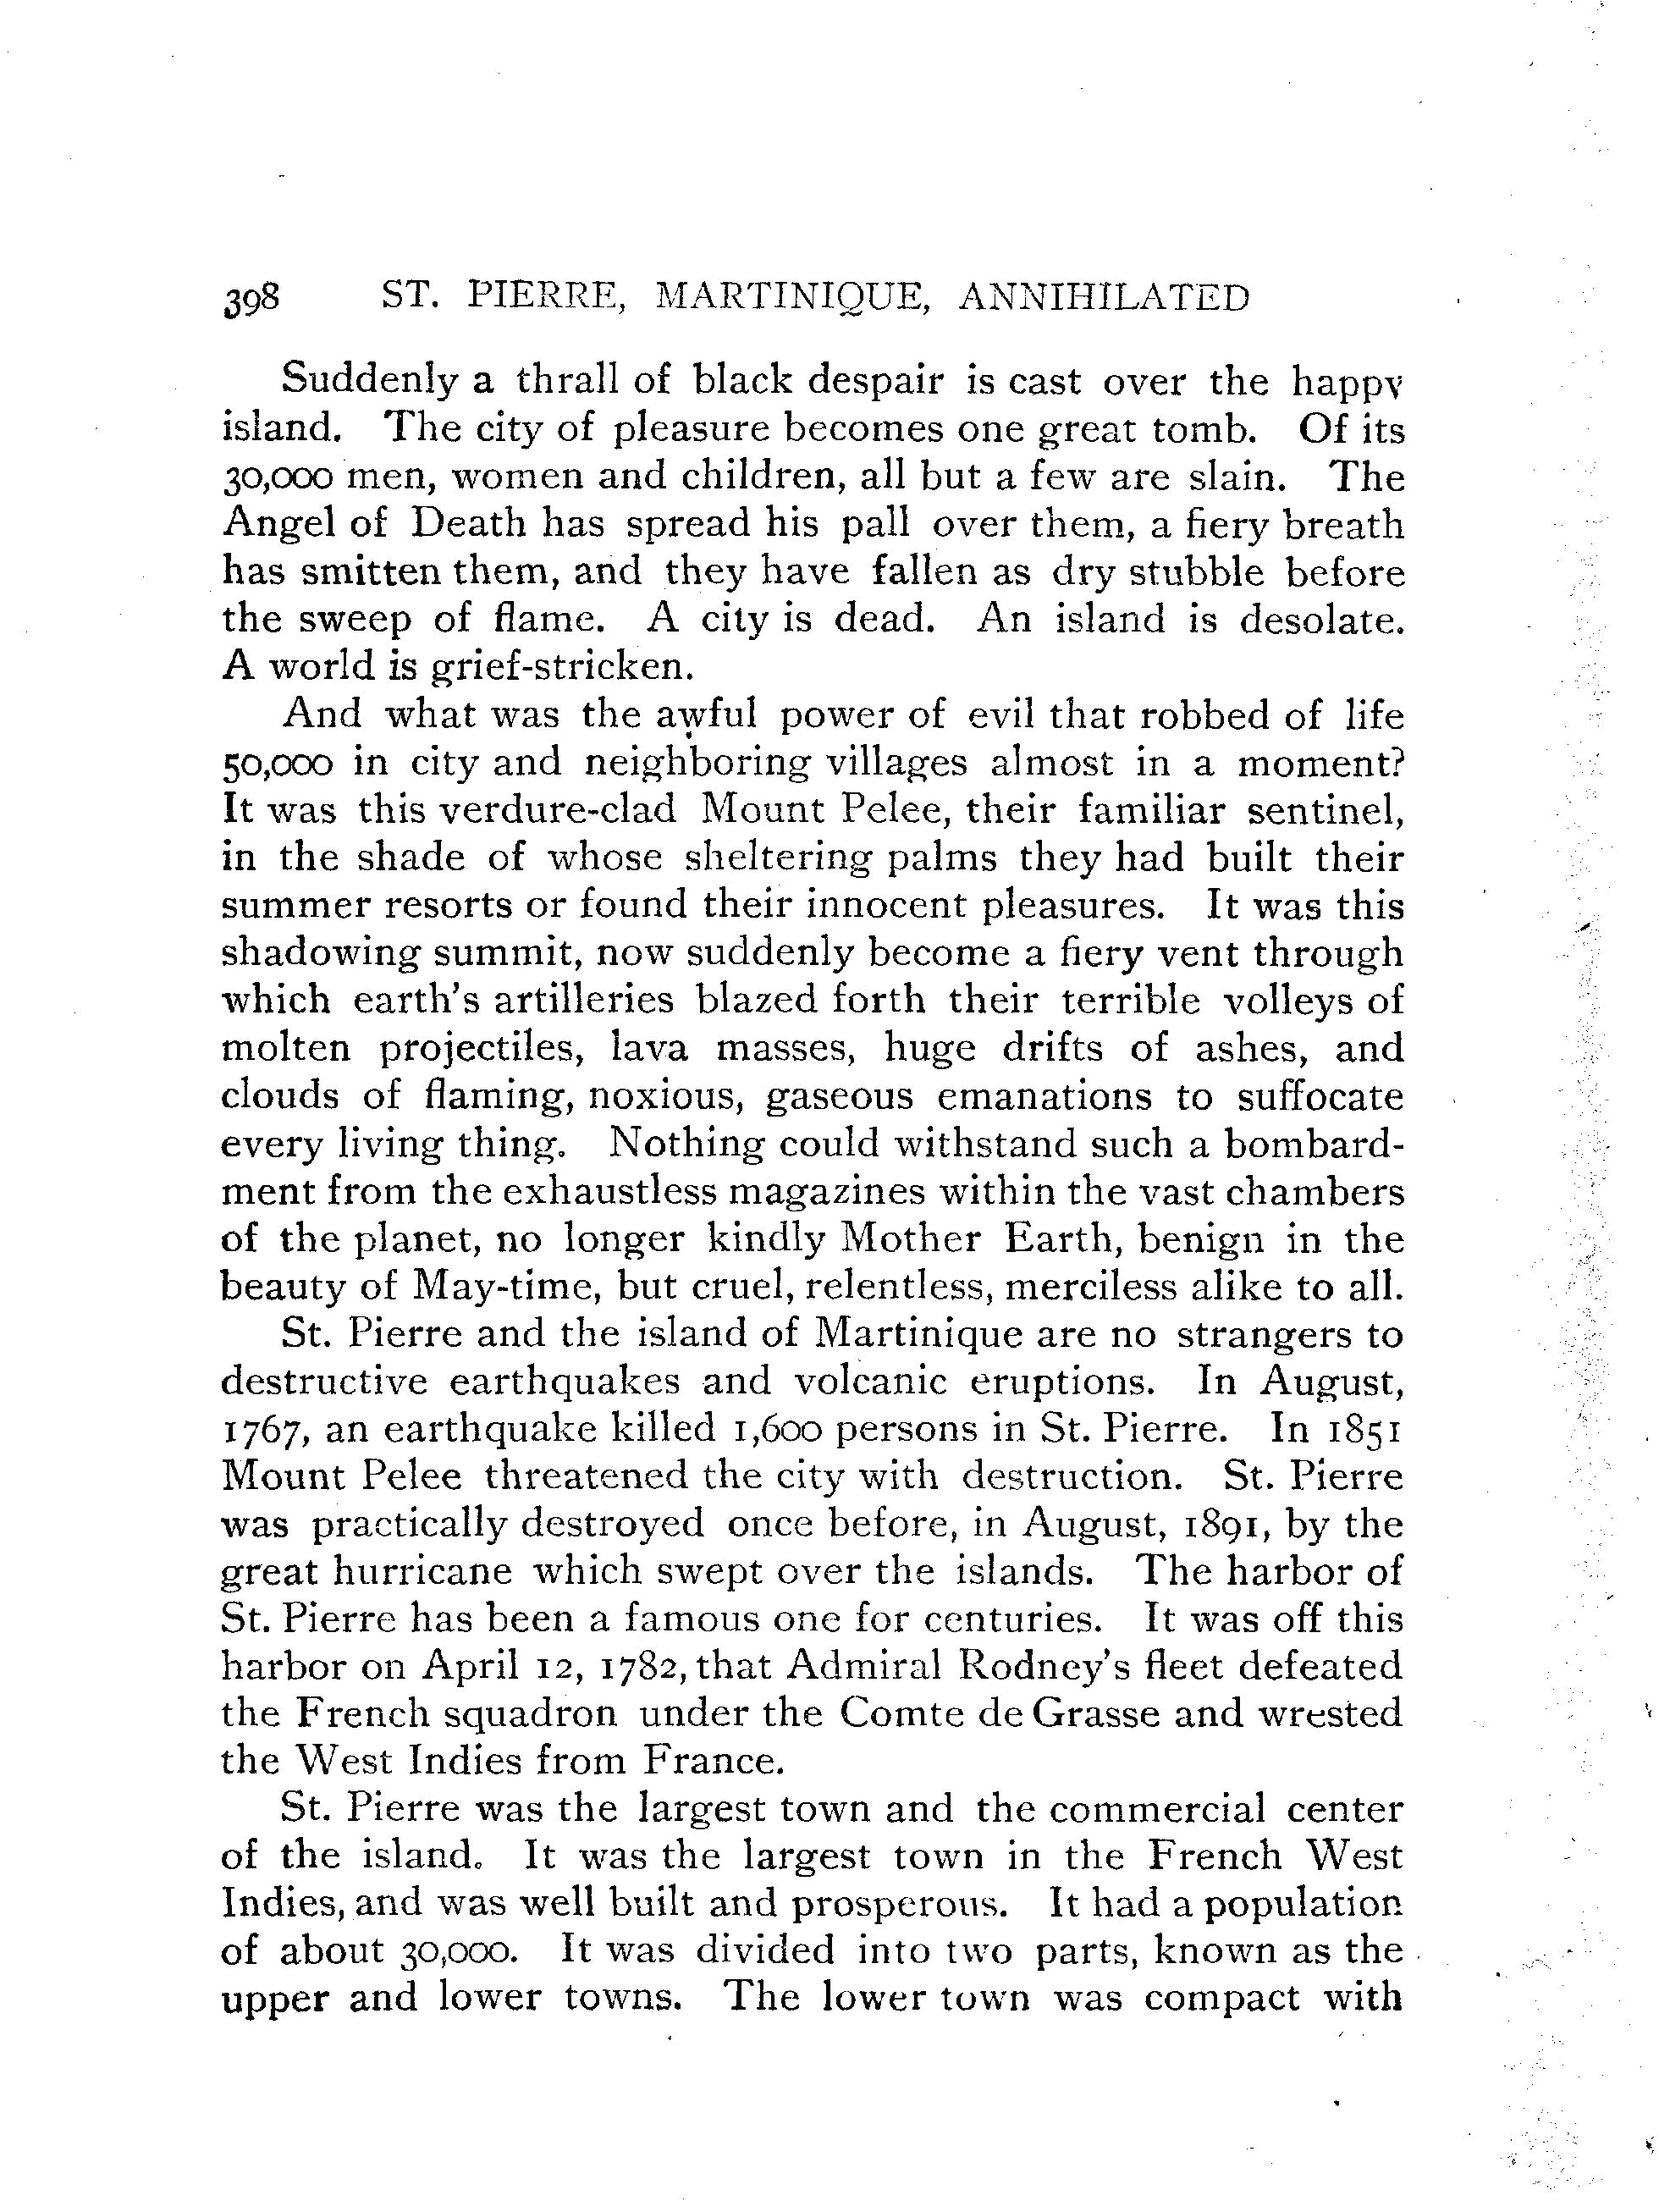 398 ST. PIERRE, MARTINIQUE, ANNIHILATED
Suddenly a thrall of black despair is cast over the happy
island. The city of pleasure becomes one great tomb. Of its
30,000 men, women and children, all but a few are slain. The
Angel of Death has spread his pall over them, a fiery breath
has smitten them, and they have fallen as dry stubble before
the sweep of flame. A city is dead. An island is desolate.
A world is grief-stricken.
And what was the awful power of evil that robbed of life
50,000 in city and neighboring villages almost in a moment?
It was this verdure-clad Mount Pelee, their familiar sentinel,
in the shade of whose sheltering palms they had built their
summer resorts or found their innocent pleasures. It was this
shadowing summit, now suddenly become a fiery vent through
which earth's artilleries blazed forth their terrible volleys of
molten projectiles, lava masses, huge drifts of ashes, and
clouds of flaming, noxious, gaseous emanations to suffocate
every living thing. Nothing could withstand such a bombard-
ment from the exhaustless magazines within the vast chambers
of the planet, no longer kindly Mother Earth, benign in the
beauty of May-time, but cruel, relentless, merciless alike to all.
St. Pierre and the island of Martinique are no strangers to
destructive earthquakes and volcanic eruptions. In August,
1767, an earthquake killed 1,600 persons in St. Pierre. In 1851
Mount Pelee threatened the city with destruction. St. Pierre
was practically destroyed once before, in August, 1891, by the
great hurricane which swept over the islands. The harbor of
St. Pierre has been a famous one for centuries. It was off this
harbor on April 12, 1782, that Admiral Rodney's fleet defeated
the French squadron under the Comte de Grasse and wrested
the West Indies from France.
St. Pierre was the largest town and the commercial center
of the island. It was the largest town in the French West
Indies, and was well built and prosperous. It had a population
of about 30,000. It was divided into two parts, known as the
upper and lower towns. The lower town was compact with